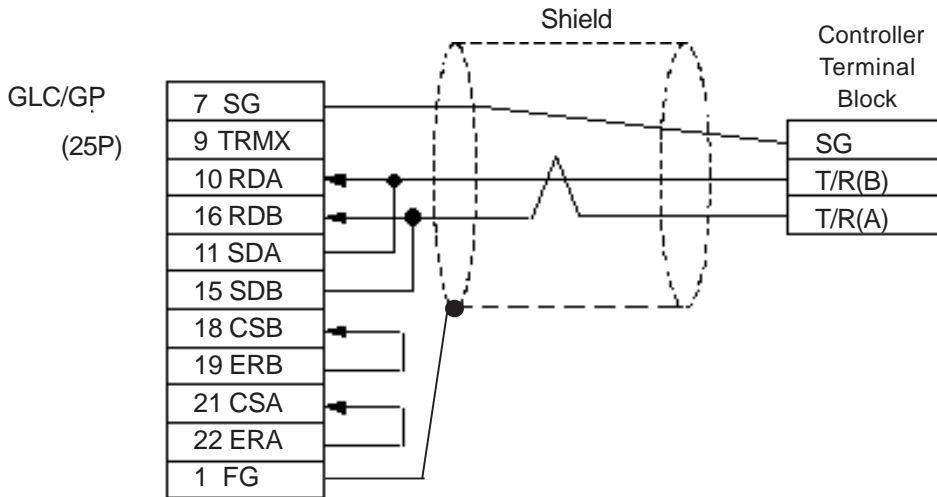 Shield
Controller
Terminal
Block
GLC/GP
(25P)
7 SG
9 TRMX
10 RDA
16 RDB
11 SDA
15 SDB
18 CSB
19 ERB
21 CSA
22 ERA
1 FG
SG
T/R(B)
T/R(A)